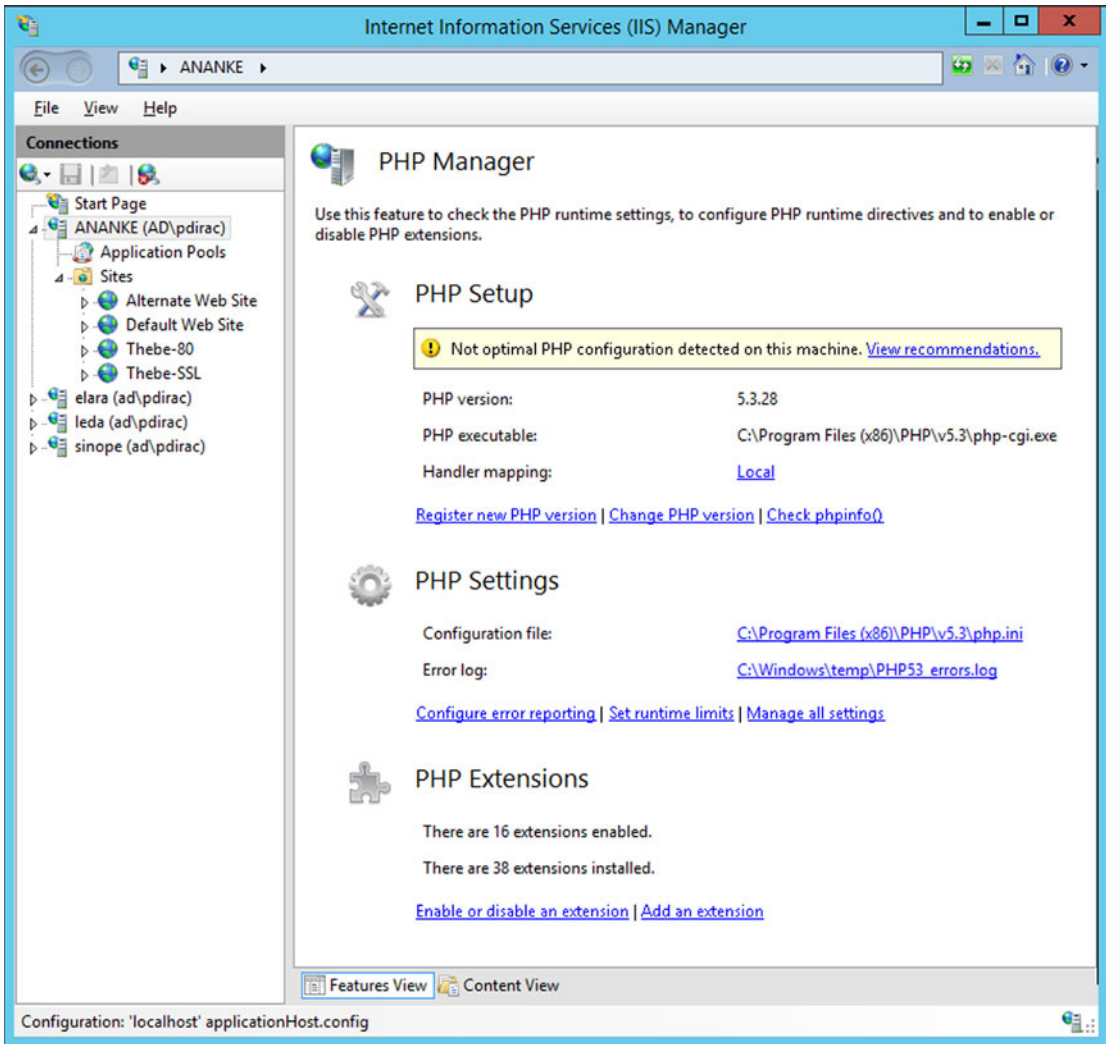 Internet Information Services (IIS) Manager
ANANKE
File View Help
Connections
Start Page
ANANKE (AD\pdirac)
Application Pools
Sites
Alternate Web Site
Default Web Site
Thebe-80
Thebe-SSL
elara (ad\pdirac)
leda (ad\pdirac)
sinope (ad\pdirac)
PHP Manager
Use this feature to check the PHP runtime settings, to configure PHP runtime directives and to enable or
disable PHP extensions.
PHP Setup
Not optimal PHP configuration detected on this machine. View recommendations.
PHP version: 5.3.28
PHP executable: C:\Program Files (x86)\PHP\v5.3\php-cgi.exe
Handler mapping: Local
Register new PHP version | Change PHP version | Check phpinfo()
PHP Settings
Configuration file: C:\Program Files (x86)\PHP\v5.3\php.ini
Error log: C:\Windows\temp\PHP53_errors.log
Configure error reporting | Set runtime limits | Manage all settings
PHP Extensions
There are 16 extensions enabled.
There are 38 extensions installed.
Enable or disable an extension | Add an extension
Features View Content View
Configuration: 'localhost' applicationHost.config